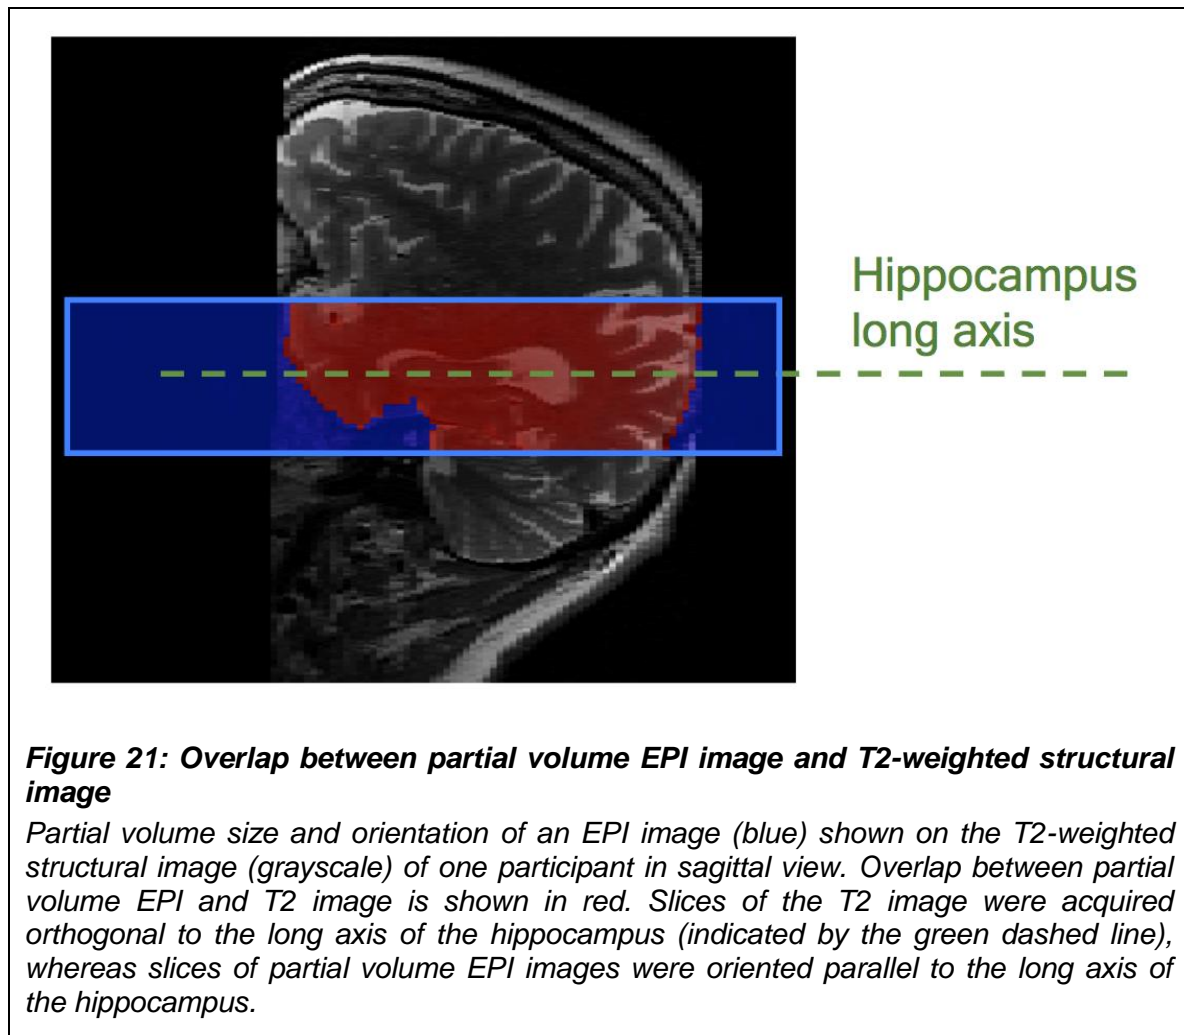 Hippocampus
long axis
Figure 21: Overlap between partial volume EPI image and T2-weighted structural
image
Partial volume size and orientation of an EPI image (blue) shown on the T2-weighted
structural image (grayscale) of one participant in sagittal view. Overlap between partial
volume EPI and T2 image is shown in red. Slices of the T2 image were acquired
orthogonal to the long axis of the hippocampus (indicated by the green dashed line),
whereas slices of partial volume EPI images were oriented parallel to the long axis of
the hippocampus.